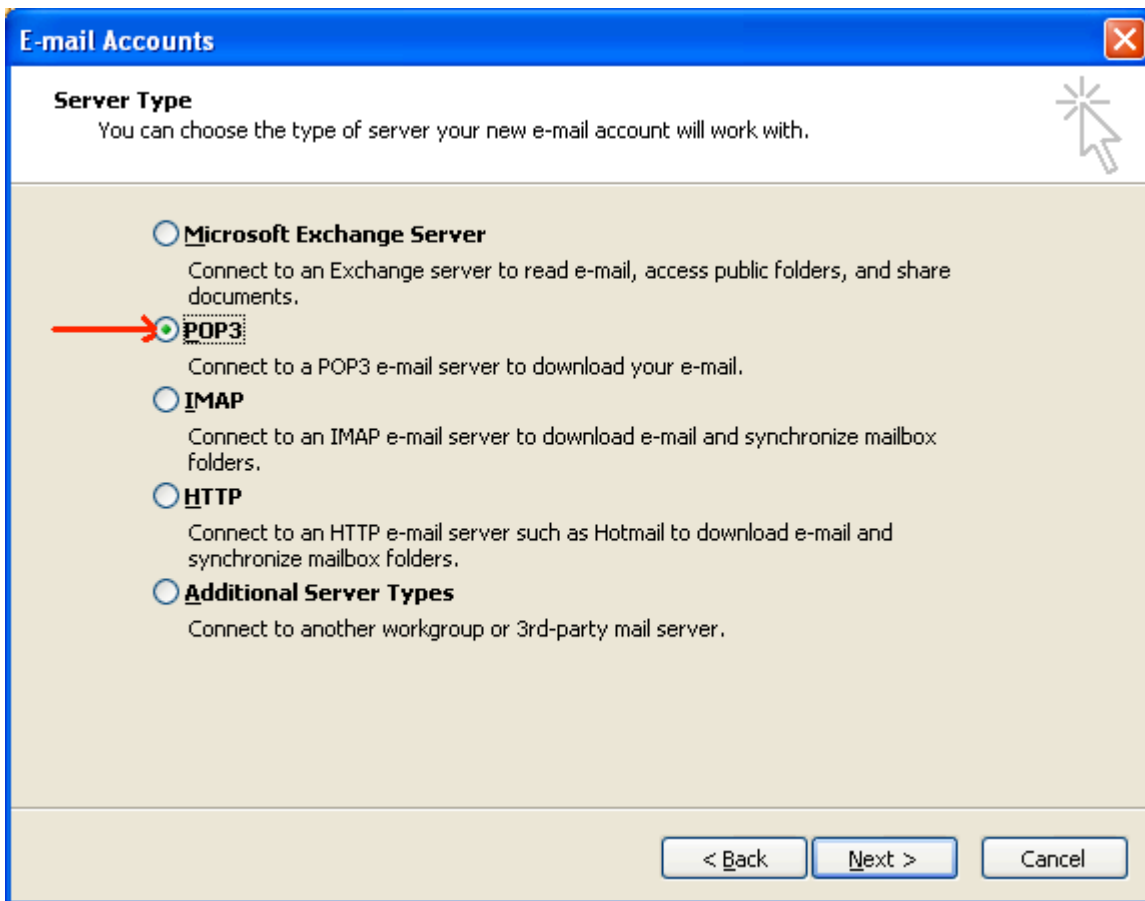 E-mail Accounts
Server Type
You can choose the type of server your new e-mail account will work with.
Microsoft Exchange Server
Connect to an Exchange server to read e-mail, access public folders, and share
documents.
POP3
Connect to a POP3 e-mail server to download your e-mail.
IMAP
Connect to an IMAP e-mail server to download e-mail and synchronize mailbox
folders.
HTTP
Connect to an HTTP e-mail server such as Hotmail to download e-mail and
synchronize mailbox folders.
Additional Server Types
Connect to another workgroup or 3rd-party mail server.
< Back Next > Cancel